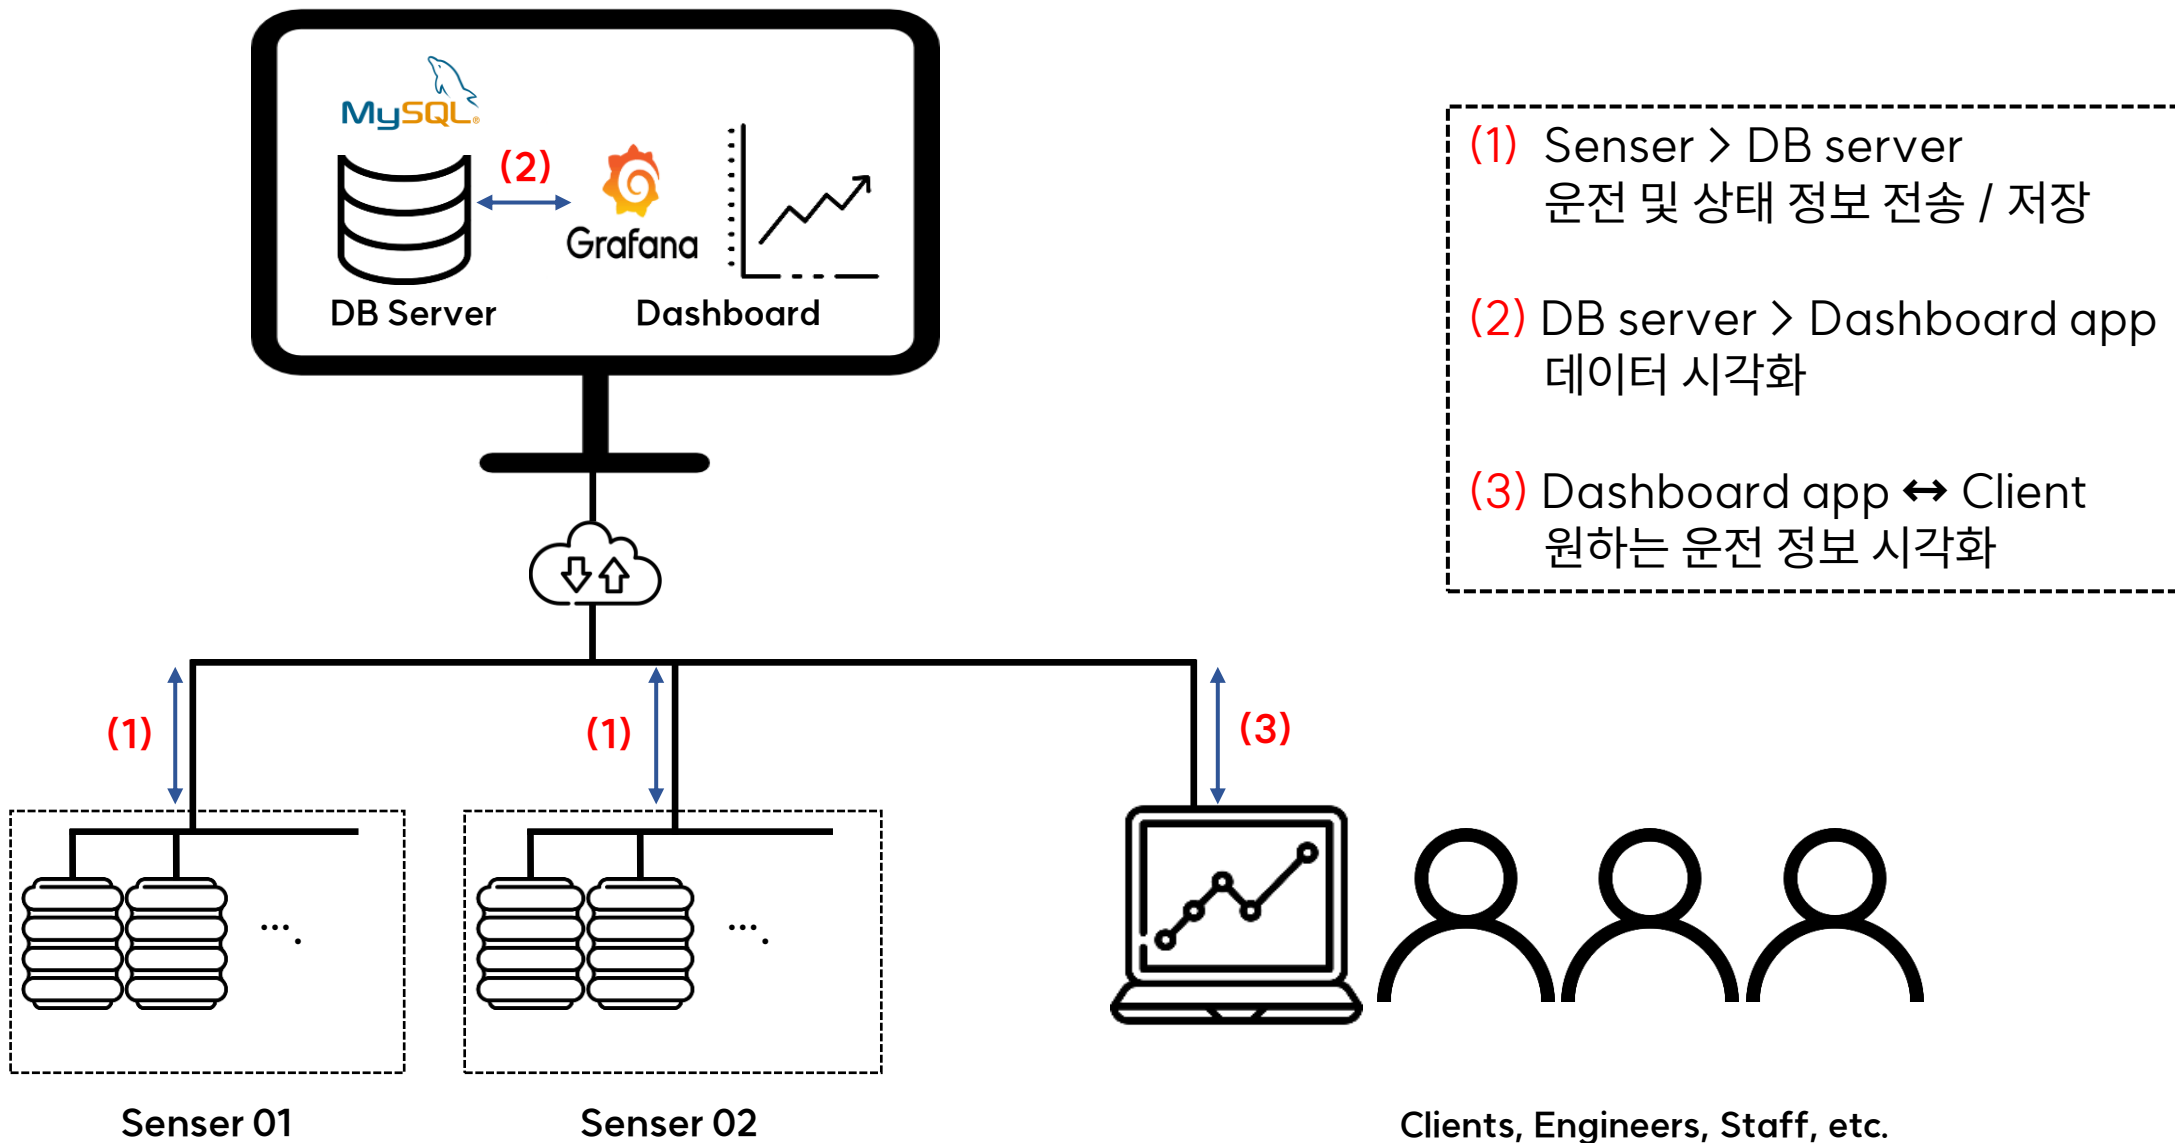 MySQL®
(2)
Grafana
DB Server
Dashboard
(1) Senser > DB server
운전 및 상태 정보 전송 / 저장
(2) DB server > Dashboard app
데이터 시각화
(3) Dashboard app ↔ Client
원하는 운전 정보 시각화
(1)
(1)
(3)
....
....
Senser 01
Senser 02
Clients, Engineers, Staff, etc.